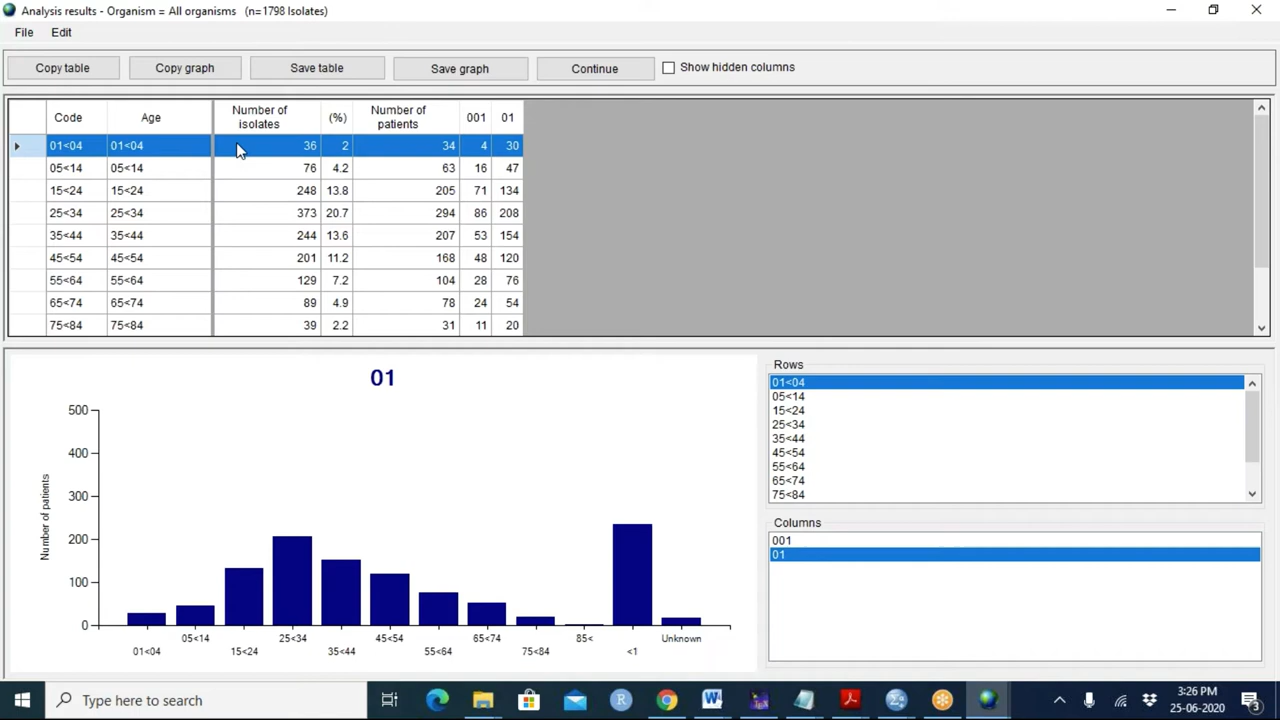 Analysis results - Organism = All organisms (n=1798 Isolates)
File Edit
Copy table Copy graph Save table Save graph Continue Show hidden columns
Code Age Number of isolates (%) Number of patients 001 01
01<04 01<04 36 2 34 4 30
05<14 05<14 76 4.2 63 16 47
15<24 15<24 248 13.8 205 71 134
25<34 25<34 373 20.7 294 86 208
35<44 35<44 244 13.6 207 53 154
45<54 45<54 201 11.2 168 48 120
55<64 55<64 129 7.2 104 28 76
65<74 65<74 89 4.9 78 24 54
75<84 75<84 39 2.2 31 11 20
01
500
400
300
200
100
0
Number of patients
05<14 25<34 45<54 65<74 85< Unknown
01<04 15<24 35<44 55<64 75<84 <1
Rows
01<04
05<14
15<24
25<34
35<44
45<54
55<64
65<74
75<84
Columns
001
01
Type here to search
3:26 PM
25-06-2020
3